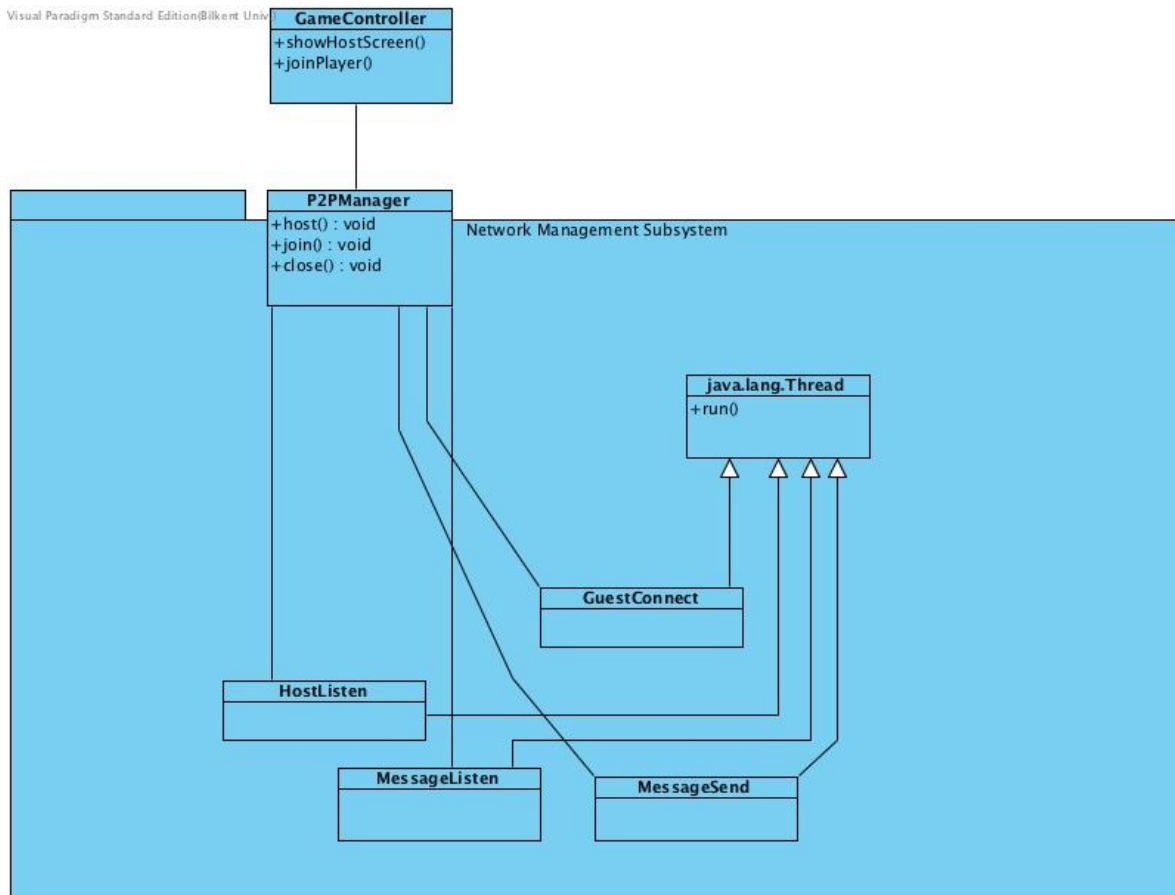 Visual Paradigm Standard Edition(Bilkent Univ.)
GameController
+showHostScreen()
+joinPlayer()
P2PManager
+host() : void
+join() : void
+close() : void
Network Management Subsystem
java.lang.Thread
+run()
GuestConnect
HostListen
MessageListen
MessageSend